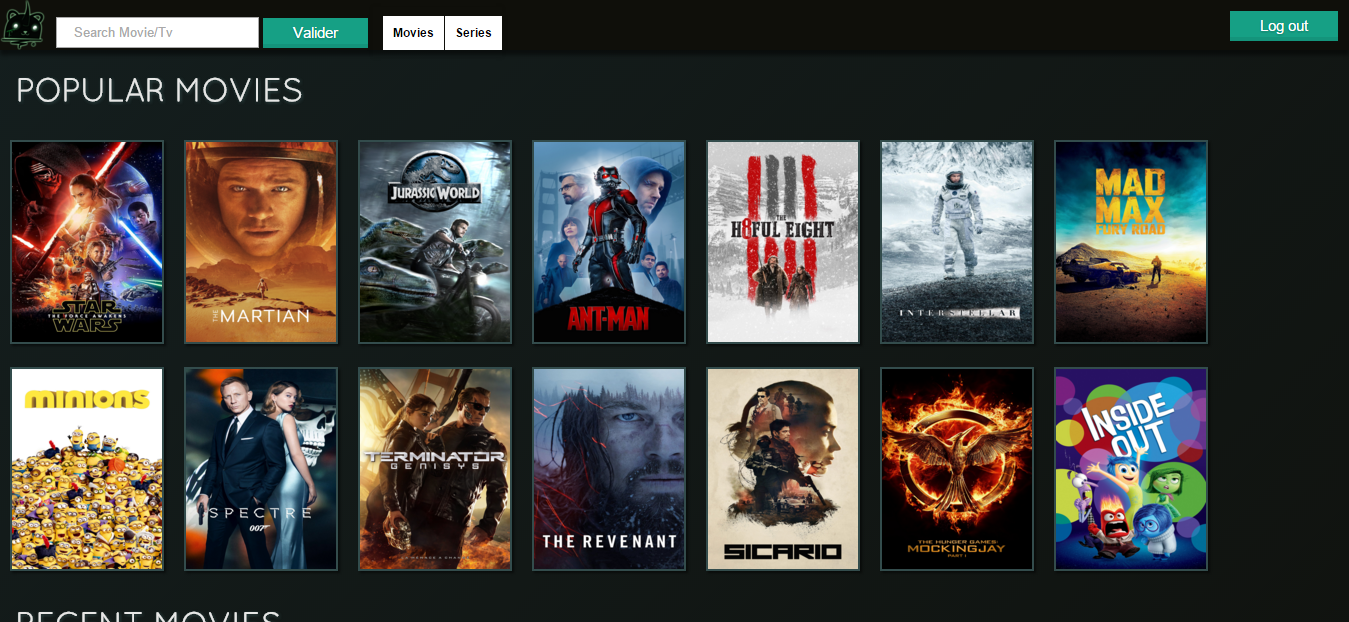 Search Movie/Tv
Valider
Movies
Series
Log out
POPULAR MOVIES
STAR
THE FORCE AWAKENS
WARS
THE MARTIAN
JURASSIC WORLD
ANT-MAN
THE
H8FUL EIGHT
INTERSTELLAR
MAD
MAX
FURY ROAD
MINIONS
SPECTRE
007
TERMINATOR
GENISYS
THE REVENANT
SICARIO
THE HUNGER GAMES:
MOCKINGJAY
PART 1
INSIDE
OUT
RECENT MOVIES